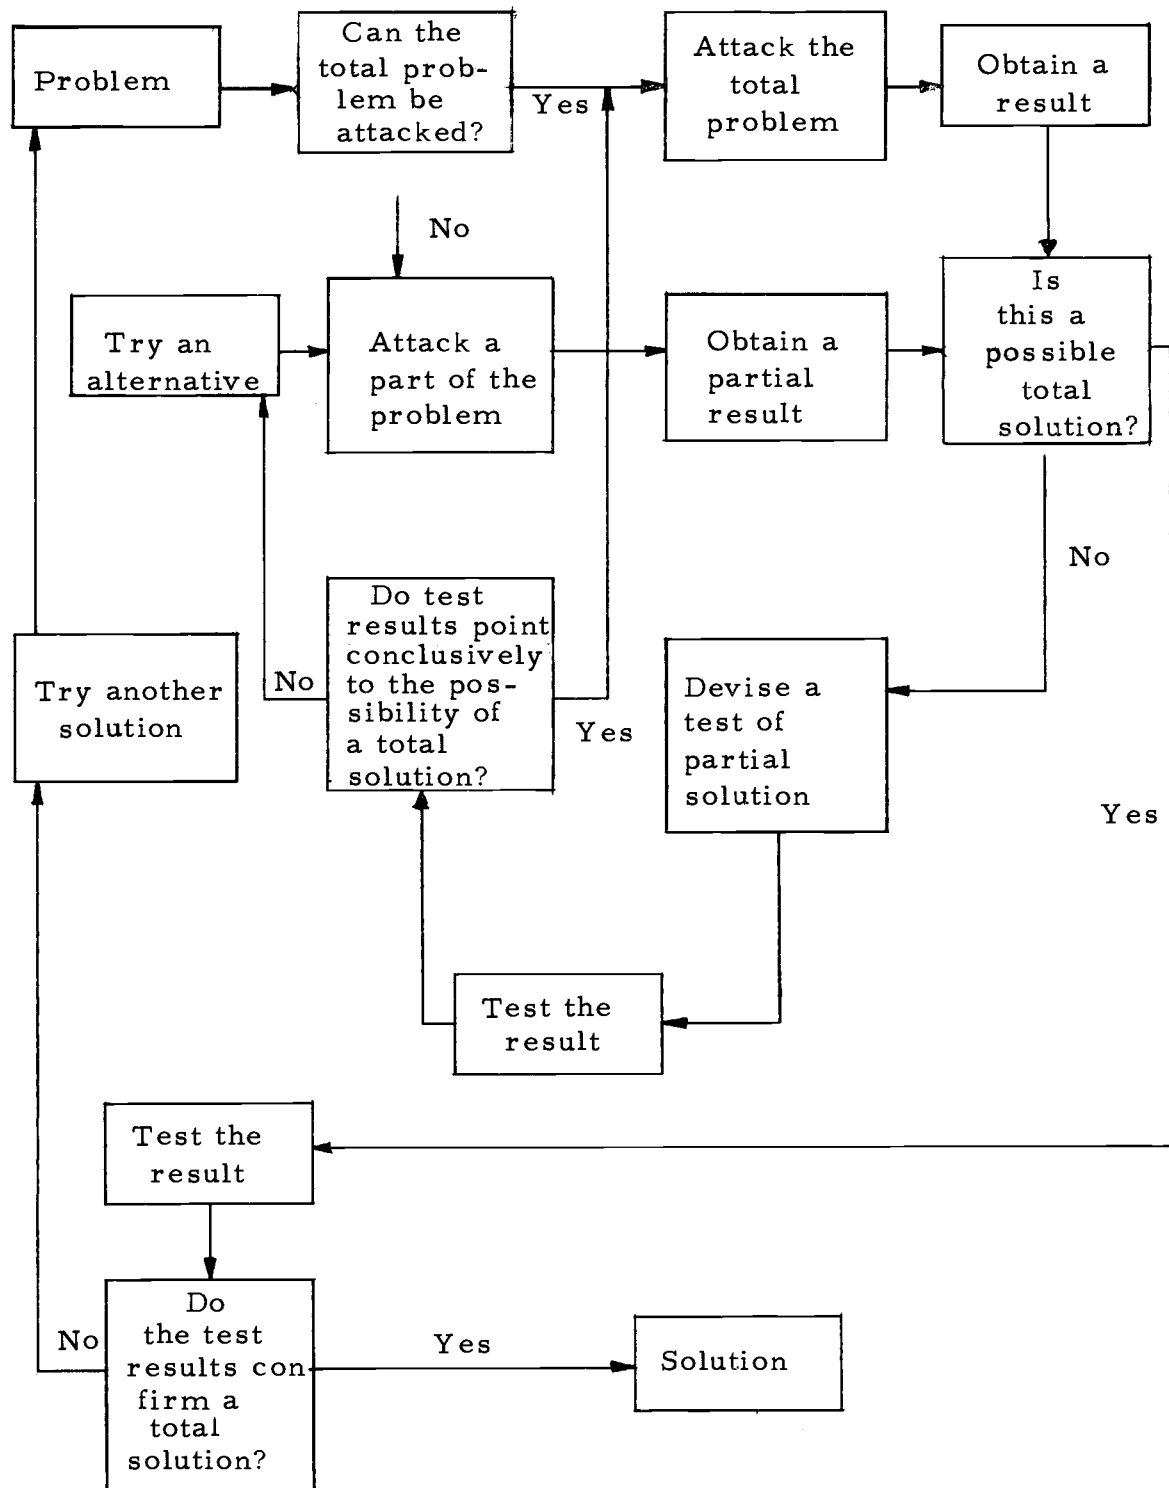 Problem
Can the
total prob-
lem be
attacked?
Yes
Attack the
total
problem
Obtain a
result
No
Try an
alternative
Attack a
part of the
problem
Obtain a
partial
result
Is
this a
possible
total
solution?
No
Try another
solution
No
Do test
results point
conclusively
to the pos-
sibility of
a total
solution?
Yes
Devise a
test of
partial
solution
Yes
Test the
result
Test the
result
No
Do
the test
results con
firm a
total
solution?
Yes
Solution